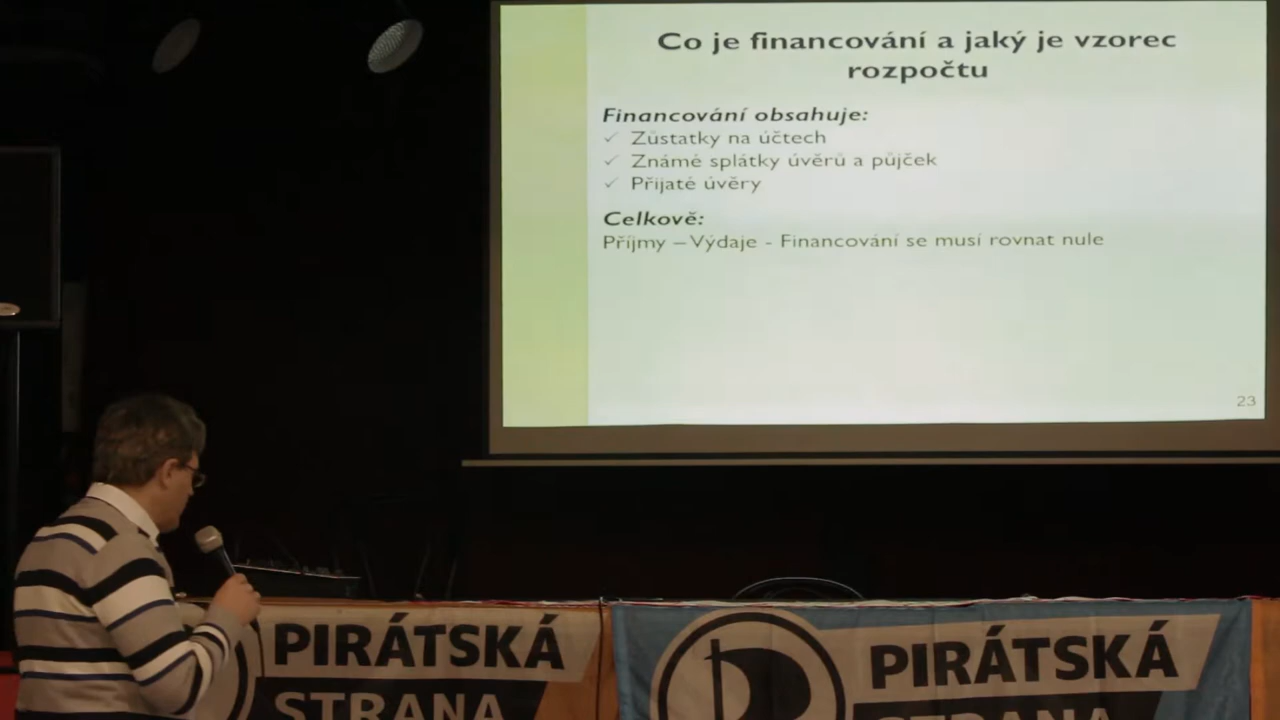 Co je financování a jaký je vzorec
rozpočtu
Financování obsahuje:
✓ Zůstatky na účtech
✓ Známé splátky úvěrů a půjček
✓ Přijaté úvěry
Celkově:
Příjmy – Výdaje - Financování se musí rovnat nule
23
PIRÁTSKÁ
STRANA
PIRÁTSKÁ
STRANA